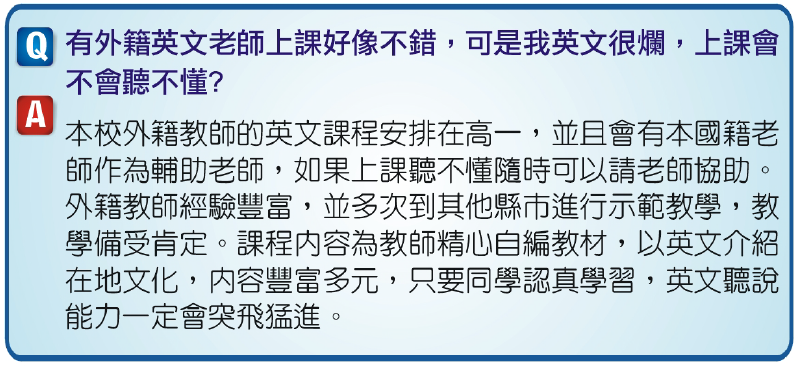 Q 有外籍英文老師上課好像不錯，可是我英文很爛，上課會
不會聽不懂?
A
本校外籍教師的英文課程安排在高一，並且會有本國籍老
師作為輔助老師，如果上課聽不懂隨時可以請老師協助。
外籍教師經驗豐富，並多次到其他縣市進行示範教學，教
學備受肯定。課程內容為教師精心自編教材，以英文介紹
在地文化，內容豐富多元，只要同學認真學習，英文聽說
能力一定會突飛猛進。